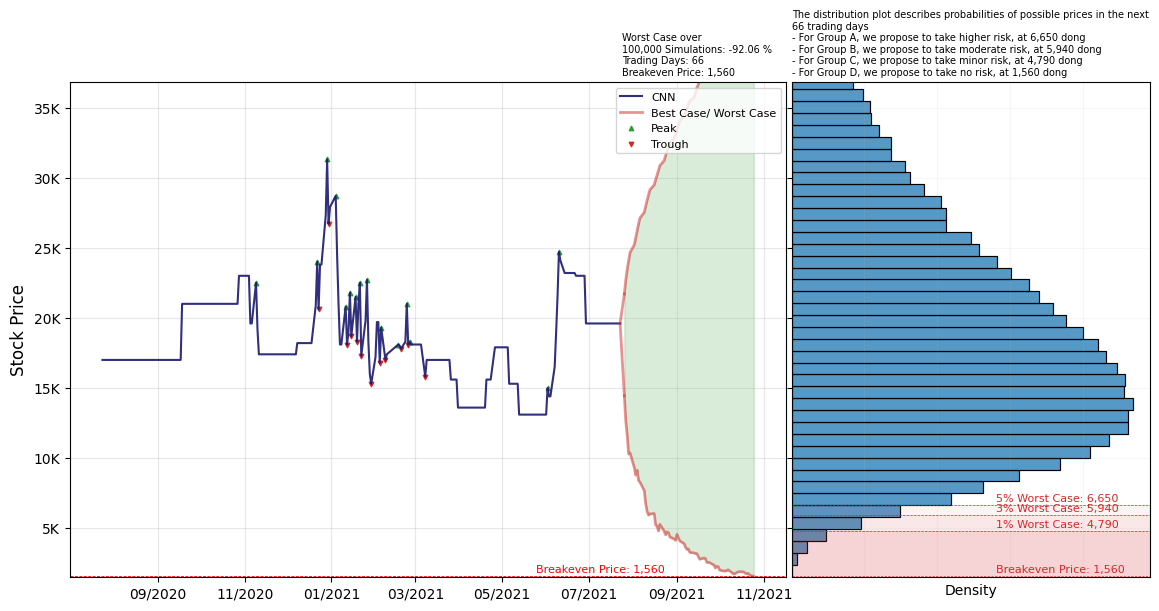 The distribution plot describes probabilities of possible prices in the next
66 trading days
- For Group A, we propose to take higher risk, at 6,650 dong
- For Group B, we propose to take moderate risk, at 5,940 dong
- For Group C, we propose to take minor risk, at 4,790 dong
- For Group D, we propose to take no risk, at 1,560 dong
Worst Case over
100,000 Simulations: -92.06 %
Trading Days: 66
Breakeven Price: 1,560
CNN
Best Case/ Worst Case
Peak
Trough
Stock Price
35K
30K
25K
20K
15K
10K
5K
Breakeven Price: 1,560
09/2020
11/2020
01/2021
03/2021
05/2021
07/2021
09/2021
11/2021
5% Worst Case: 6,650
3% Worst Case: 5,940
1% Worst Case: 4,790
Breakeven Price: 1,560
Density